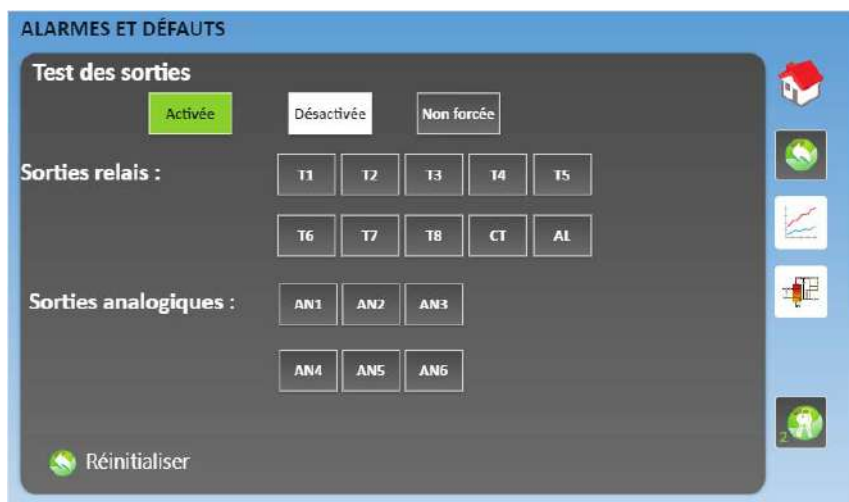 ALARMES ET DÉFAUTS
Test des sorties
Activée Désactivée Non forcée
Sorties relais : T1 T2 T3 T4 T5
T6 T7 T8 CT AL
Sorties analogiques : AN1 AN2 AN3
AN4 AN5 AN6
2
Réinitialiser